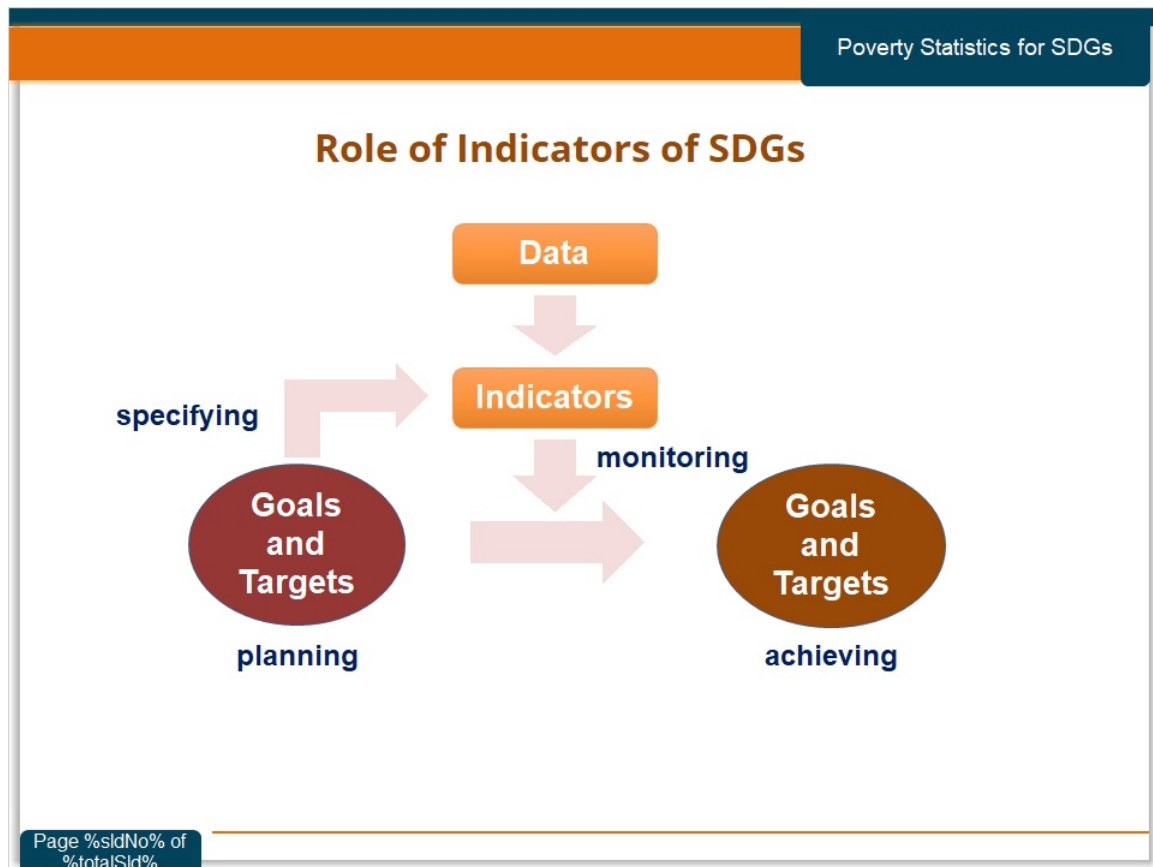 Poverty Statistics for SDGs
Role of Indicators of SDGs
Data
Indicators
specifying
monitoring
Goals
and
Targets
Goals
and
Targets
planning
achieving
Page %sldNo% of
%totalSld%